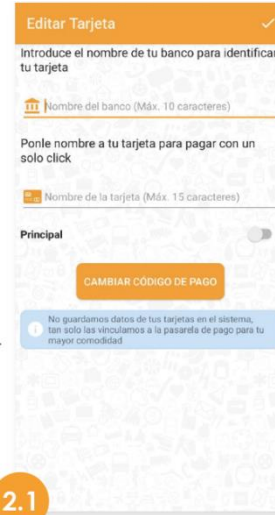 Editar Tarjeta
Introduce el nombre de tu banco para identificar
tu tarjeta
Nombre del banco (Máx. 10 caracteres)
Ponle nombre a tu tarjeta para pagar con un
solo click
Nombre de la tarjeta (Máx. 15 caracteres)
Principal
CAMBIAR CÓDIGO DE PAGO
No guardamos datos de tus tarjetas en el sistema,
tan solo las vinculamos a la pasarela de pago para tu
mayor comodidad
2.1